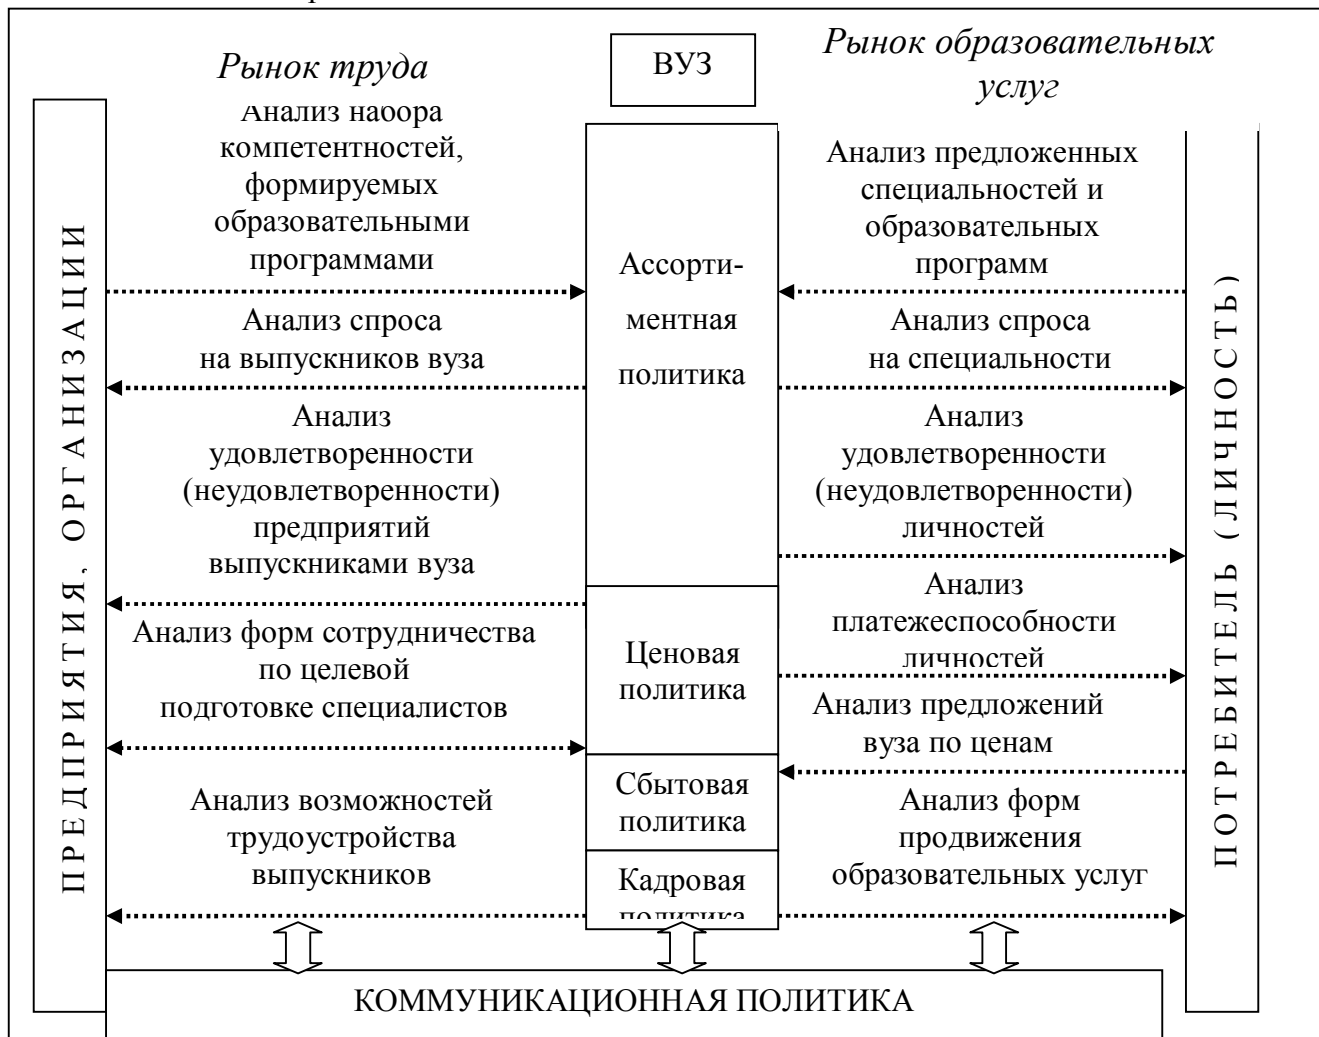 Рынок труда
ВУЗ
Рынок образовательных
услуг
ПРЕДПРИЯТИЯ, ОРГАНИЗАЦИИ
Анализ набора
компетентностей,
формируемых
образовательными
программами
Анализ спроса
на выпускников вуза
Анализ
удовлетворенности
(неудовлетворенности)
предприятий
выпускниками вуза
Анализ форм сотрудничества
по целевой
подготовке специалистов
Анализ возможностей
трудоустройства
выпускников
Ассорти-
ментная
политика
Ценовая
политика
Сбытовая
политика
Кадровая
политика
Анализ предложенных
специальностей и
образовательных
программ
Анализ спроса
на специальности
Анализ
удовлетворенности
(неудовлетворенности)
личностей
Анализ
платежеспособности
личностей
Анализ предложений
вуза по ценам
Анализ форм
продвижения
образовательных услуг
ПОТРЕБИТЕЛЬ (ЛИЧНОСТЬ)
КОММУНИКАЦИОННАЯ ПОЛИТИКА